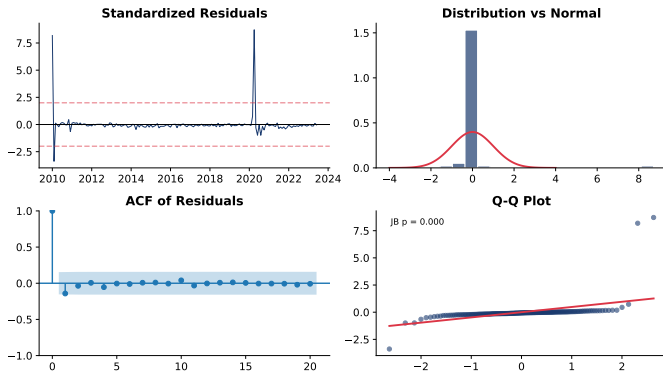 Standardized Residuals
7.5
5.0
2.5
0.0
−2.5
2010 2012 2014 2016 2018 2020 2022 2024
Distribution vs Normal
1.5
1.0
0.5
0.0
−4 −2 0 2 4 6 8
ACF of Residuals
1.0
0.5
0.0
−0.5
−1.0
0 5 10 15 20
Q-Q Plot
JB p = 0.000
7.5
5.0
2.5
0.0
−2.5
−2 −1 0 1 2